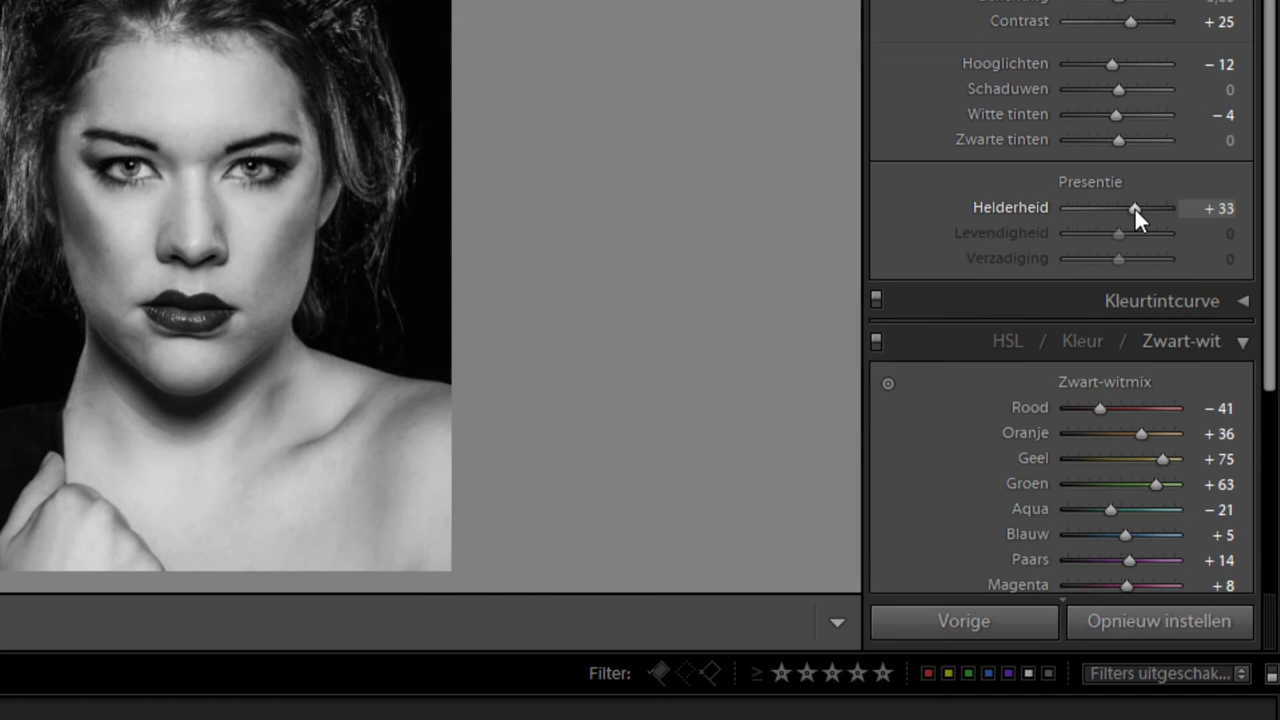 Contrast + 25
Hooglichten − 12
Schaduwen 0
Witte tinten − 4
Zwarte tinten 0
Presentie
Helderheid + 33
Levendigheid 0
Verzadiging 0
Kleurtintcurve
HSL / Kleur / Zwart-wit
Zwart-witmix
Rood − 41
Oranje + 36
Geel + 75
Groen + 63
Aqua − 21
Blauw + 5
Paars + 14
Magenta + 8
Vorige Opnieuw instellen
Filter: ≥ Filters uitgeschak...